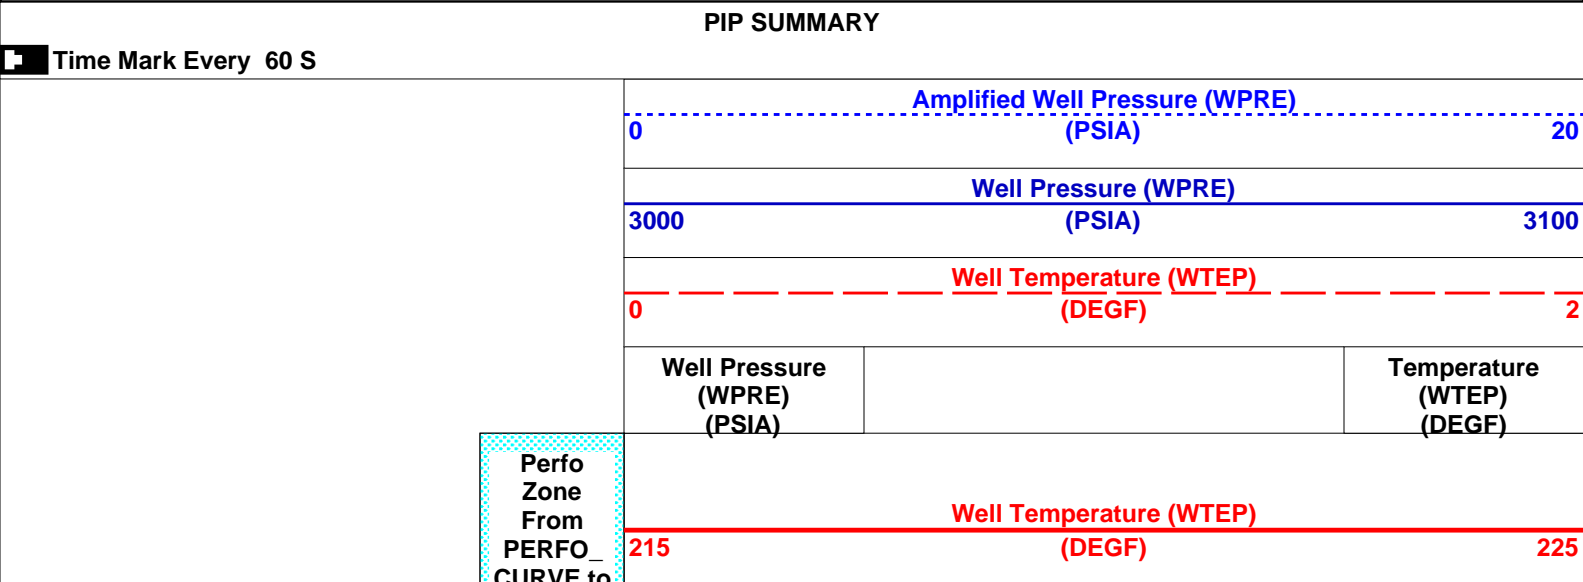 PIP SUMMARY
Time Mark Every 60 S
Amplified Well Pressure (WPRE)
0 (PSIA) 20
Well Pressure (WPRE)
3000 (PSIA) 3100
Well Temperature (WTEP)
0 (DEGF) 2
Well Pressure
(WPRE)
(PSIA)
Temperature
(WTEP)
(DEGF)
Perfo
Zone
From
PERFO_
CURVE to
Well Temperature (WTEP)
215 (DEGF) 225